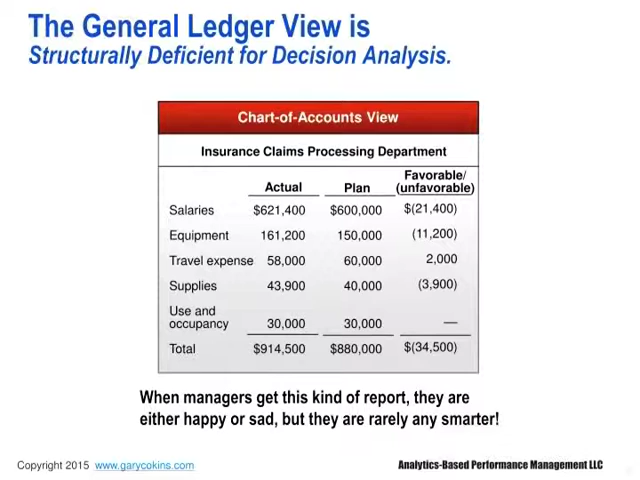 The General Ledger View is
Structurally Deficient for Decision Analysis.
Chart-of-Accounts View
Insurance Claims Processing Department
Actual Plan Favorable/ (unfavorable)
Salaries $621,400 $600,000 $(21,400)
Equipment 161,200 150,000 (11,200)
Travel expense 58,000 60,000 2,000
Supplies 43,900 40,000 (3,900)
Use and
occupancy 30,000 30,000 —
Total $914,500 $880,000 $(34,500)
When managers get this kind of report, they are
either happy or sad, but they are rarely any smarter!
Copyright 2015 www.garycokins.com Analytics-Based Performance Management LLC